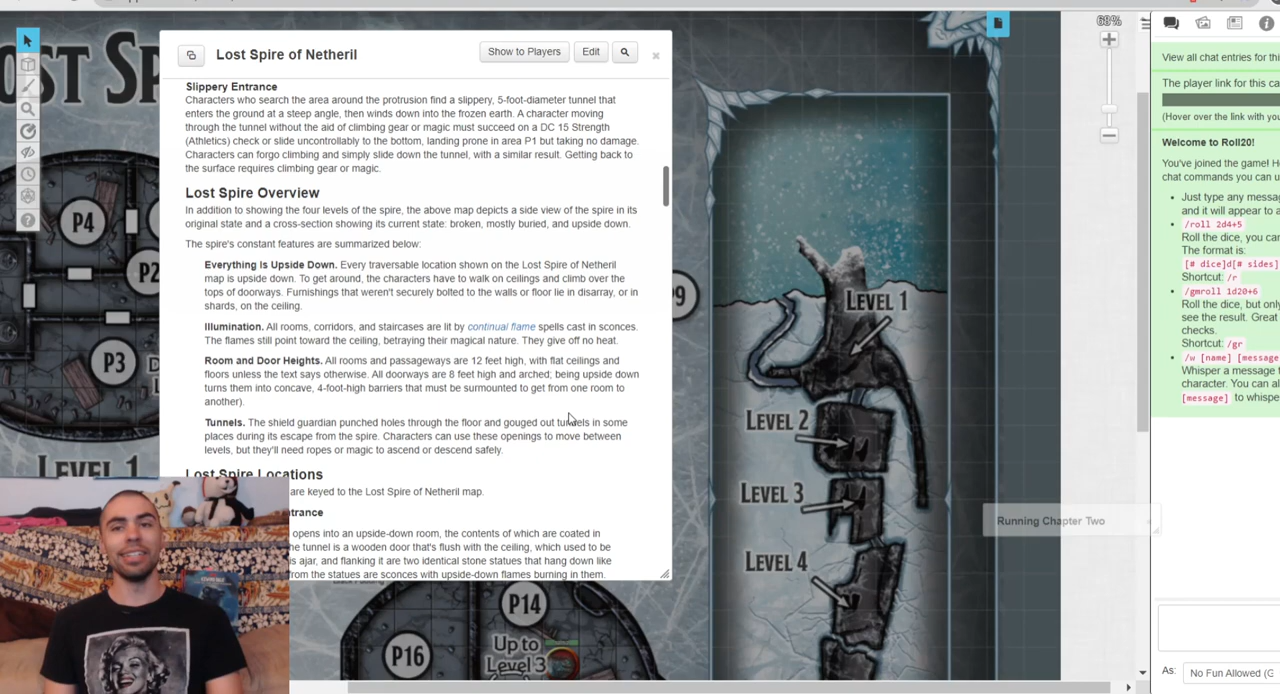 OST SP
P4
P2
P3
D
LEVEL 1
Lost Spire of Netheril
Show to Players
Edit
Slippery Entrance
Characters who search the area around the protrusion find a slippery, 5-foot-diameter tunnel that
enters the ground at a steep angle, then winds down into the frozen earth. A character moving
through the tunnel without the aid of climbing gear or magic must succeed on a DC 15 Strength
(Athletics) check or slide uncontrollably to the bottom, landing prone in area P1 but taking no damage.
Characters can forgo climbing and simply slide down the tunnel, with a similar result. Getting back to
the surface requires climbing gear or magic.
Lost Spire Overview
In addition to showing the four levels of the spire, the above map depicts a side view of the spire in its
original state and a cross-section showing its current state: broken, mostly buried, and upside down.
The spire's constant features are summarized below:
Everything Is Upside Down. Every traversable location shown on the Lost Spire of Netheril
map is upside down. To get around, the characters have to walk on ceilings and climb over the
tops of doorways. Furnishings that weren't securely bolted to the walls or floor lie in disarray, or in
shards, on the ceiling.
Illumination. All rooms, corridors, and staircases are lit by continual flame spells cast in sconces.
The flames still point toward the ceiling, betraying their magical nature. They give off no heat.
Room and Door Heights. All rooms and passageways are 12 feet high, with flat ceilings and
floors unless the text says otherwise. All doorways are 8 feet high and arched; being upside down
turns them into concave, 4-foot-high barriers that must be surmounted to get from one room to
another).
Tunnels. The shield guardian punched holes through the floor and gouged out tunnels in some
places during its escape from the spire. Characters can use these openings to move between
levels, but they'll need ropes or magic to ascend or descend safely.
Lost Spire Locations
are keyed to the Lost Spire of Netheril map.
ntrance
opens into an upside-down room, the contents of which are coated in
he tunnel is a wooden door that's flush with the ceiling, which used to be
is ajar, and flanking it are two identical stone statues that hang down like
from the statues are sconces with upside-down flames burning in them.
P9
P14
P16
Up to
Level 3
LEVEL 1
LEVEL 2
LEVEL 3
LEVEL 4
Running Chapter Two
68%
View all chat entries for thi
The player link for this ca
(Hover over the link with you
Welcome to Roll20!
You've joined the game! He
chat commands you can u
Just type any messag
and it will appear to a
/roll 2d4+5
Roll the dice, you can
The format is.
[# dice]d[# sides]
Shortcut: /r
/gmroll 1d20+6
Roll the dice, but only
see the result. Great
checks.
Shortcut: /gr
/w [name] [message
Whisper a message t
character. You can al
[message] to whispe
As:
No Fun Allowed (G